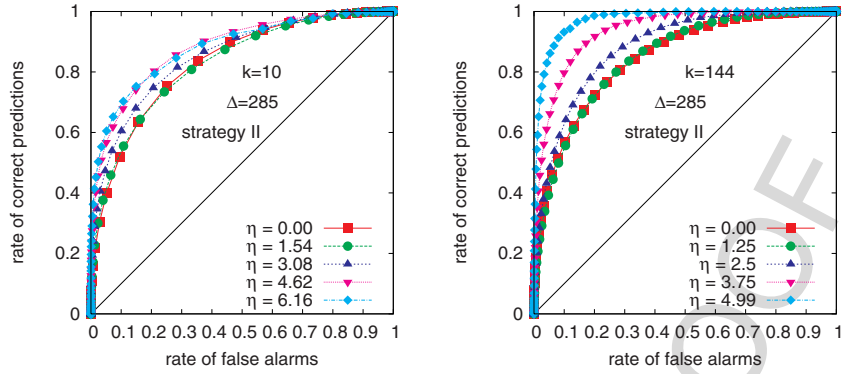 1
0.8
0.6
0.4
0.2
0
rate of correct predictions
k=10
Δ=285
strategy II
η = 0.00
η = 1.54
η = 3.08
η = 4.62
η = 6.16
0 0.1 0.2 0.3 0.4 0.5 0.6 0.7 0.8 0.9 1
rate of false alarms
1
0.8
0.6
0.4
0.2
0
rate of correct predictions
k=144
Δ=285
strategy II
η = 0.00
η = 1.25
η = 2.5
η = 3.75
η = 4.99
0 0.1 0.2 0.3 0.4 0.5 0.6 0.7 0.8 0.9 1
rate of false alarms
OOF